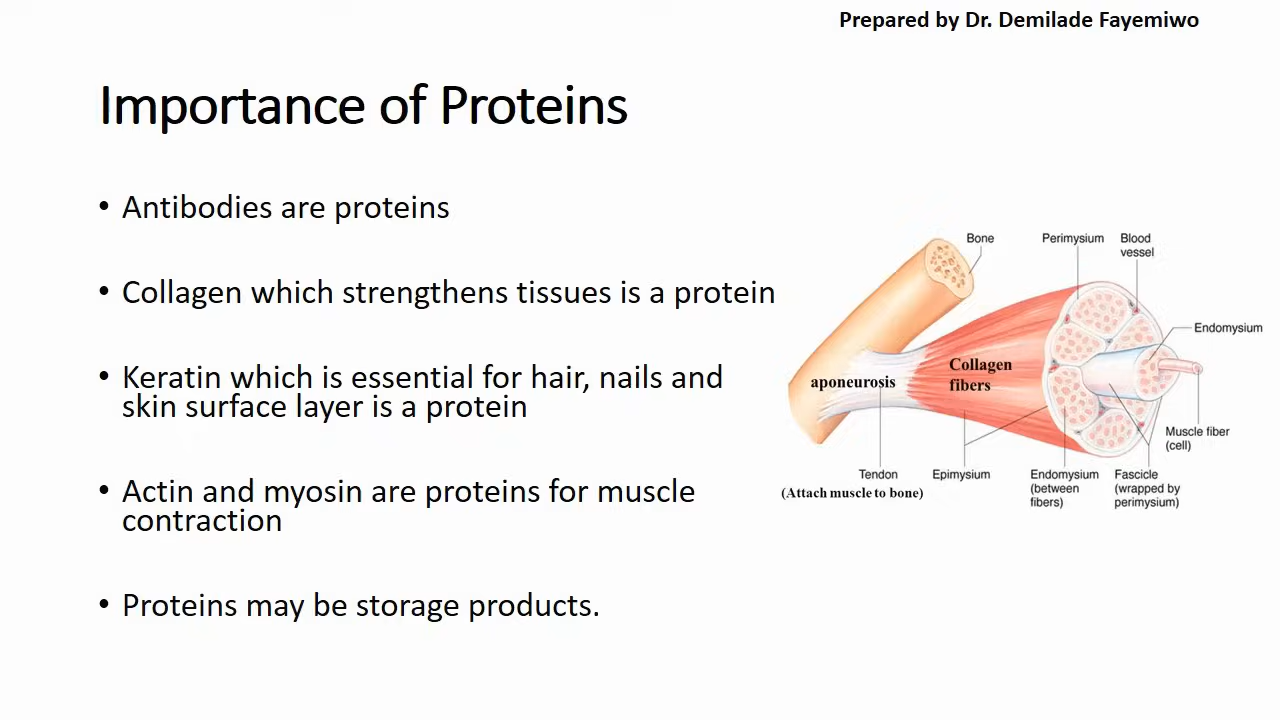 Prepared by Dr. Demilade Fayemiwo
Importance of Proteins
• Antibodies are proteins
• Collagen which strengthens tissues is a protein
• Keratin which is essential for hair, nails and
skin surface layer is a protein
• Actin and myosin are proteins for muscle
contraction
• Proteins may be storage products.
Bone
Perimysium
Blood
vessel
Endomysium
Collagen
fibers
aponeurosis
Muscle fiber
(cell)
Tendon
(Attach muscle to bone)
Epimysium
Endomysium
(between
fibers)
Fascicle
(wrapped by
perimysium)